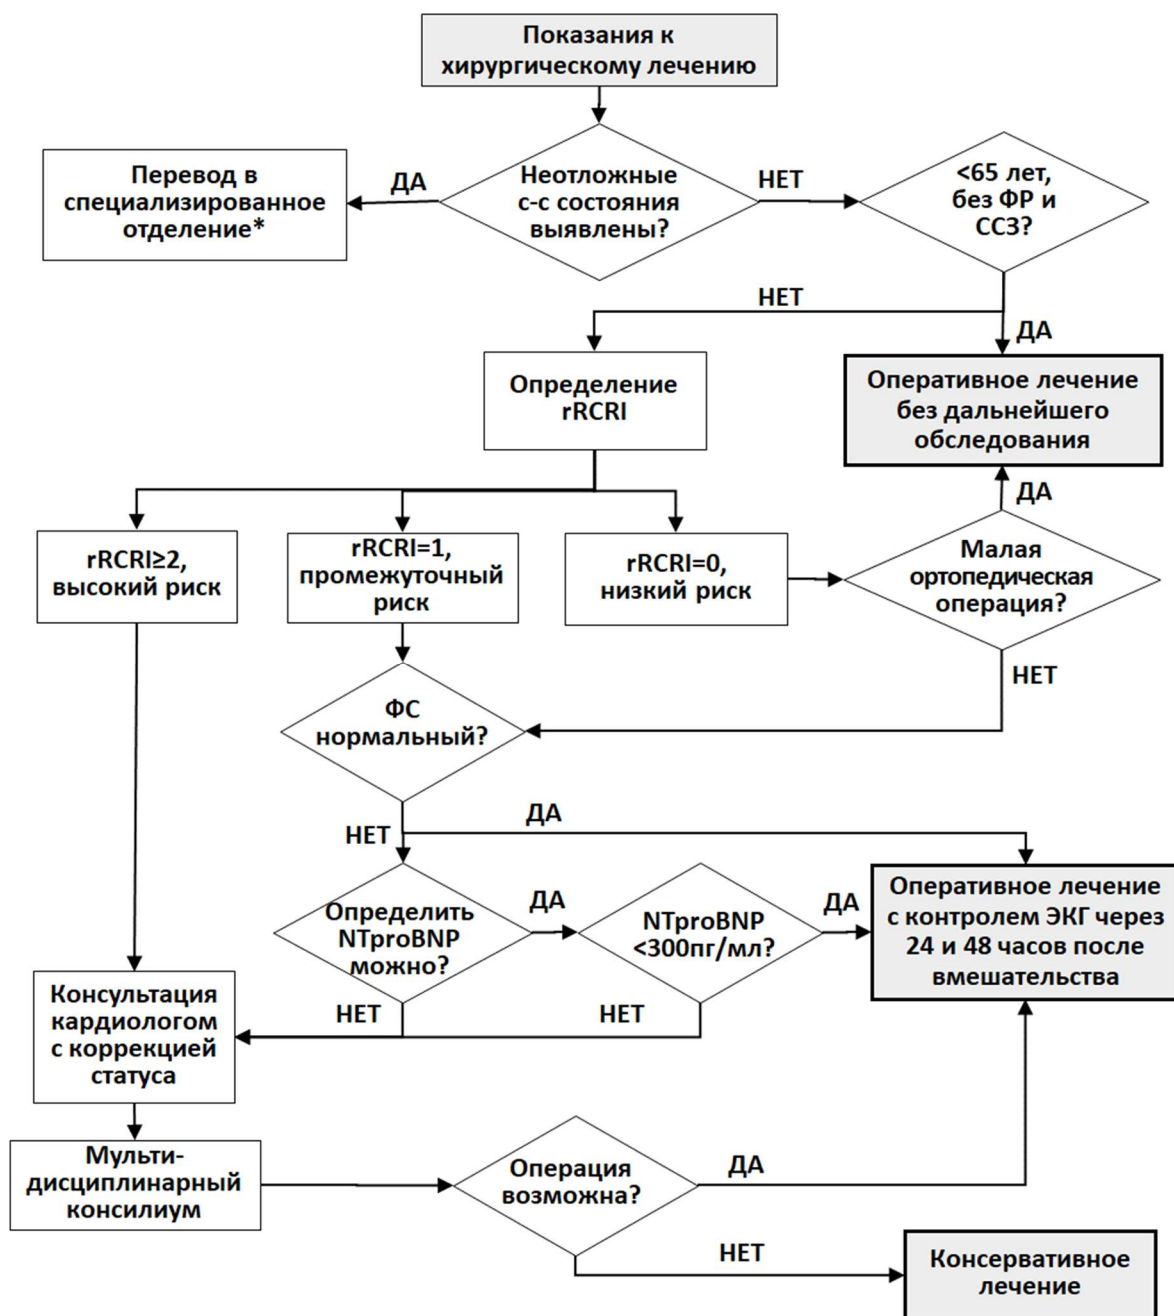 Показания к
хирургическому лечению
Перевод в
специализированное
отделение*
ДА
Неотложные
с-с состояния
выявлены?
НЕТ
<65 лет,
без ФР и
ССЗ?
НЕТ
ДА
Определение
rRCRI
Оперативное лечение
без дальнейшего
обследования
ДА
rRCRI≥2,
высокий риск
rRCRI=1,
промежуточный
риск
rRCRI=0,
низкий риск
Малая
ортопедическая
операция?
НЕТ
ФС
нормальный?
НЕТ
ДА
Определить
NTproBNP
можно?
ДА
NTproBNP
<300пг/мл?
ДА
Оперативное лечение
с контролем ЭКГ через
24 и 48 часов после
вмешательства
НЕТ
НЕТ
Консультация
кардиологом
с коррекцией
статуса
Мульти-
дисциплинарный
консилиум
Операция
возможна?
ДА
НЕТ
Консервативное
лечение